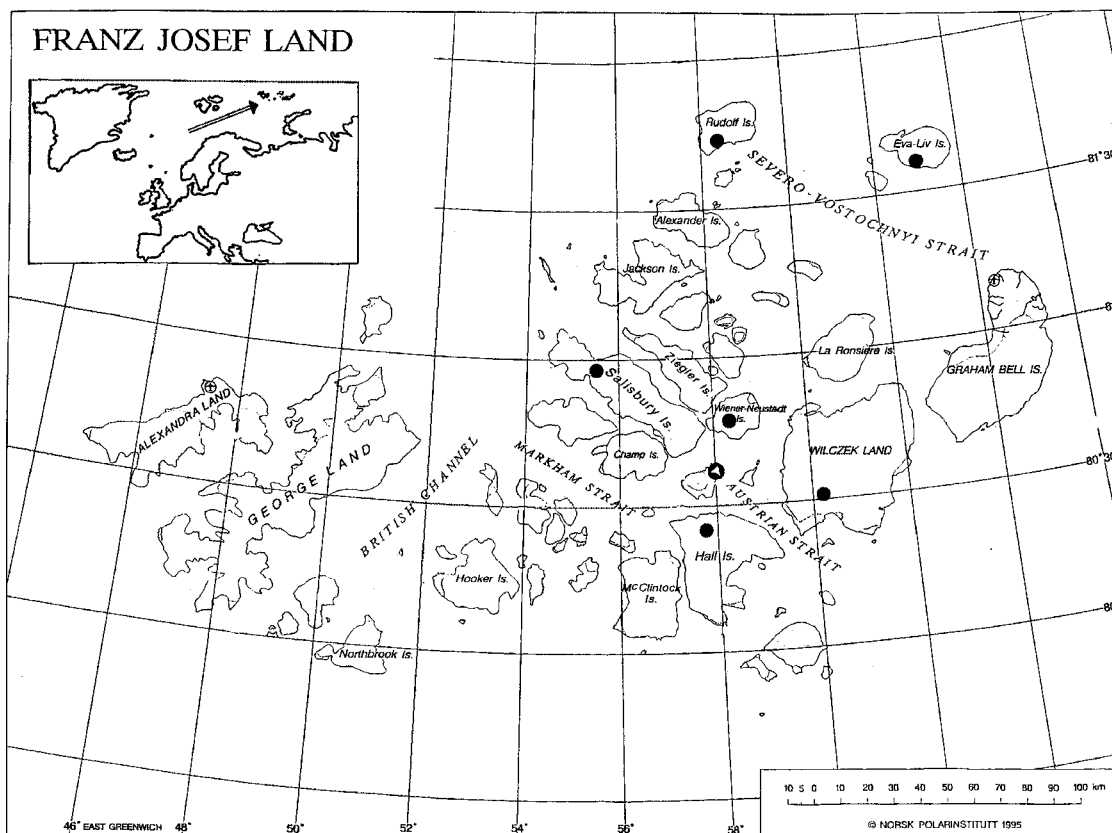 FRANZ JOSEF LAND
Rudolf Is.
Eva-Liv Is.
81° 30
SEVERO-VOSTOCHNYI STRAIT
Alexander Is.
Jackson Is.
La Ronsiere Is.
GRAHAM BELL IS.
Ziegler Is.
Salisbury Is.
ALEXANDRA LAND
Wiener-Neustadt
Is.
GEORGE LAND
BRITISH CHANNEL
MARKHAM STRAIT
Champ Is.
WILCZEK LAND
80° 30
AUSTRIAN STRAIT
Hall Is.
Hooker Is.
McClintock
Is.
80
Northbrook Is.
10 5 0 10 20 30 40 50 60 70 80 90 100 km
46° EAST GREENWICH 48° 50° 52° 54° 56° 58°
© NORSK POLARINSTITUTT 1995